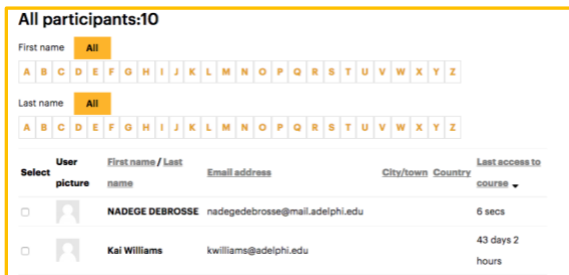 All participants:10
First name All
A B C D E F G H I J K L M N O P Q R S T U V W X Y Z
Last name All
A B C D E F G H I J K L M N O P Q R S T U V W X Y Z
Select User picture First name / Last name Email address City/town Country Last access to course
NADEGE DEBROSSE nadegedebrosse@mail.adelphi.edu 6 secs
Kai Williams kwilliams@adelphi.edu 43 days 2 hours